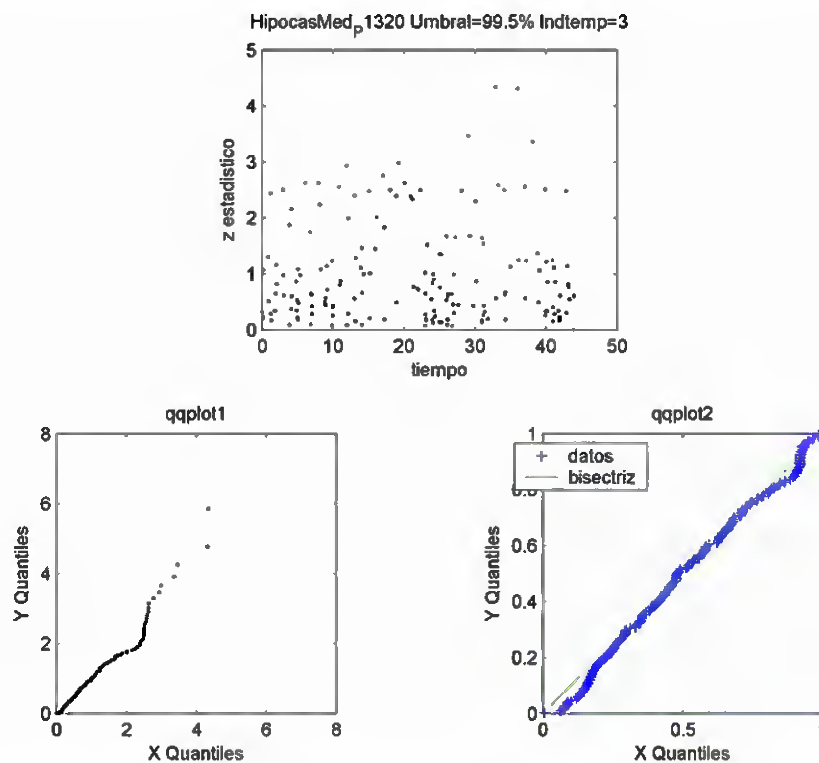 HipocasMed_p1320 Umbral=99.5% Indtemp=3
5
4
3
2
1
0
z estadistico
0 10 20 30 40 50
tiempo
qqplot1
8
6
4
2
0
Y Quantiles
0 2 4 6 8
X Quantiles
qqplot2
1
0.8
0.6
0.4
0.2
0
Y Quantiles
datos
bisectriz
0 0.5
X Quantiles